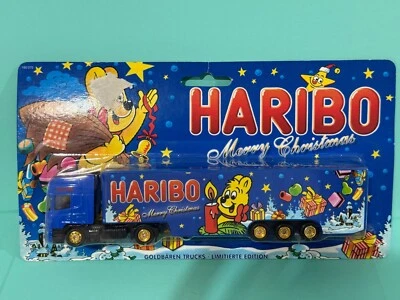 HARIBO
Merry Christmas
HARIBO
Merry Christmas
GOLDBÄREN TRUCKS · LIMITIERTE EDITION